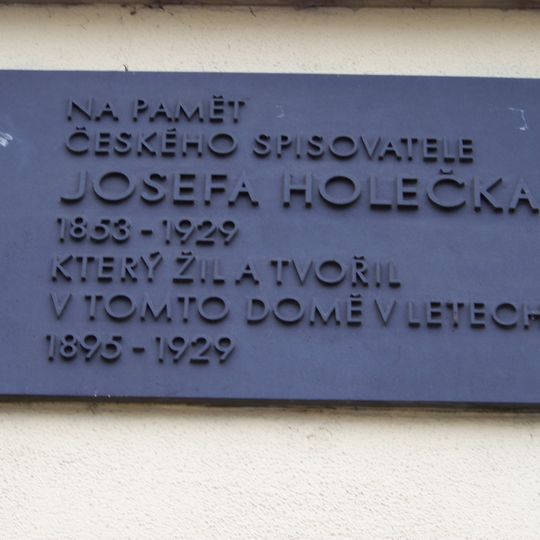 NA PAMĚT
ČESKÉHO SPISOVATELE
JOSEFA HOLEČKA
1853 - 1929
KTERÝ ŽIL A TVOŘIL
V TOMTO DOMĚ V LETECH
1895 - 1929